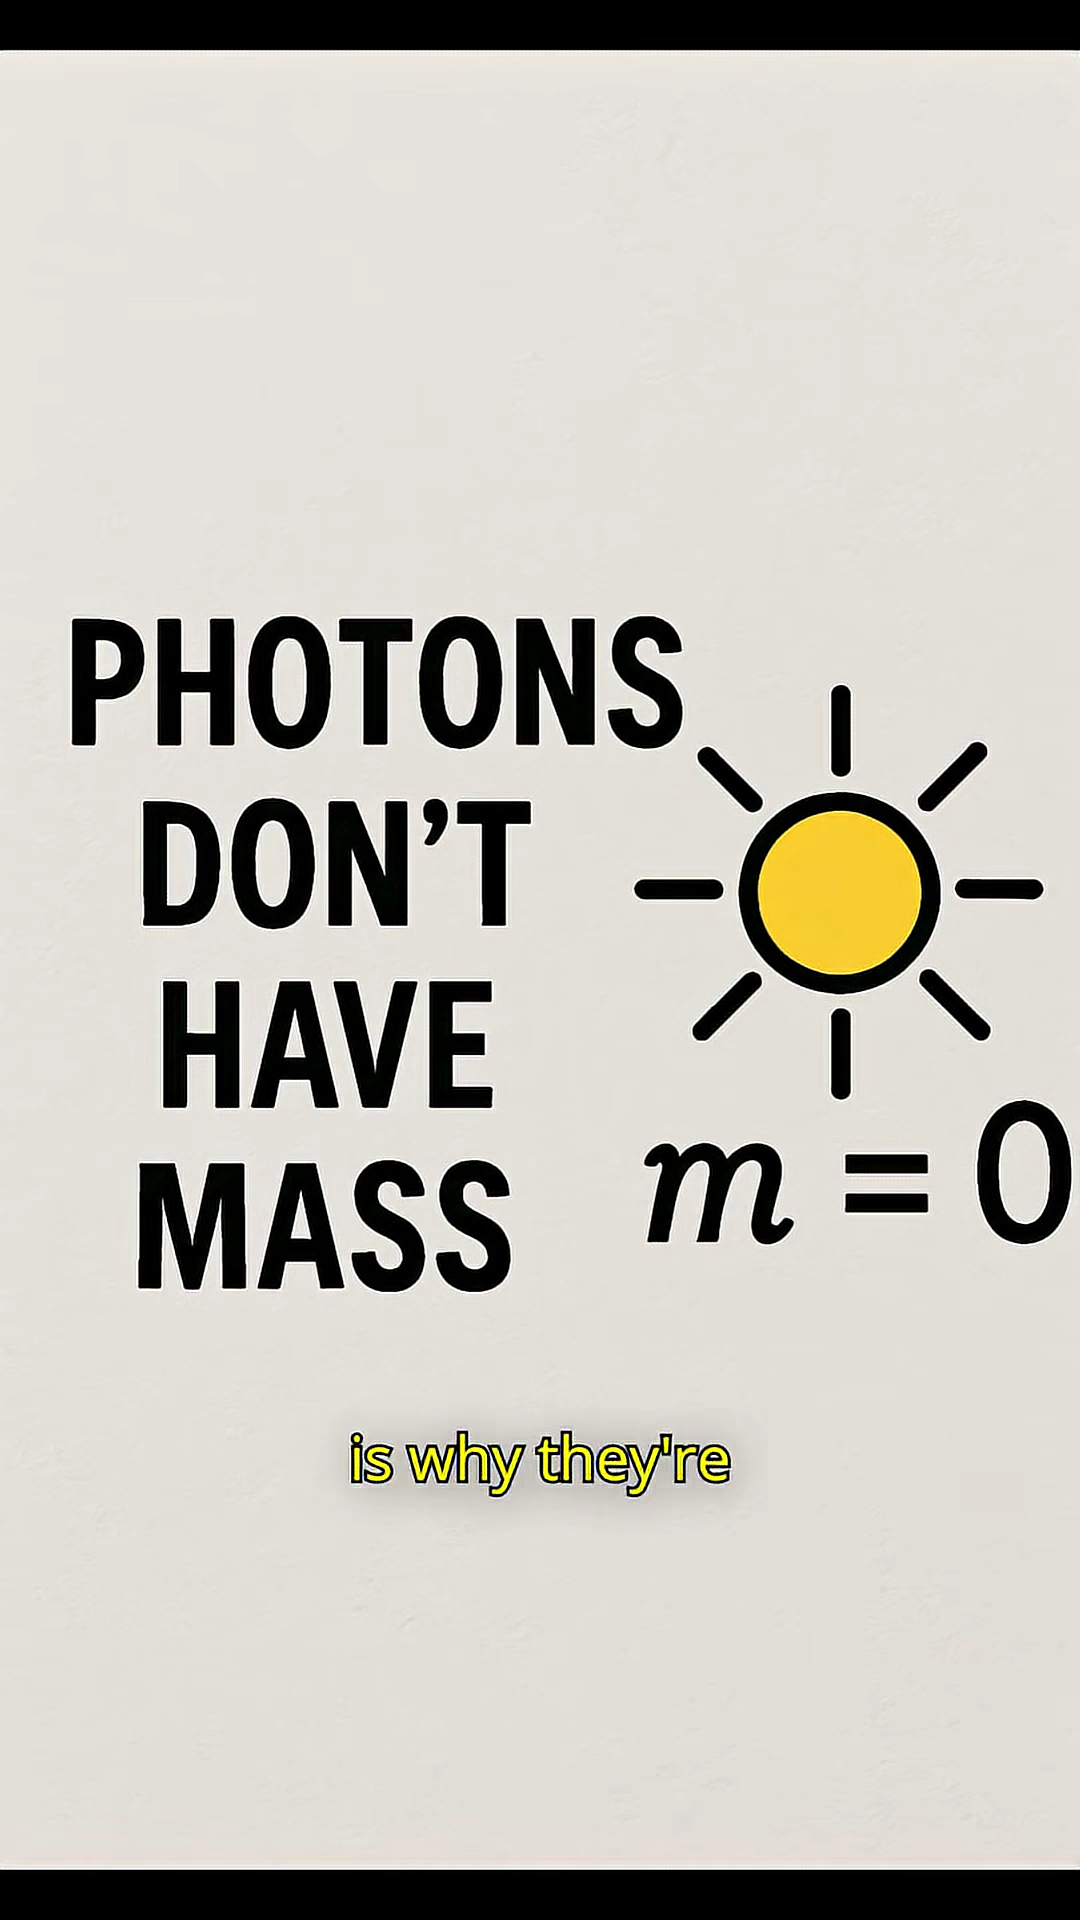 PHOTONS
DON’T
HAVE
MASS
m = 0
is why they're